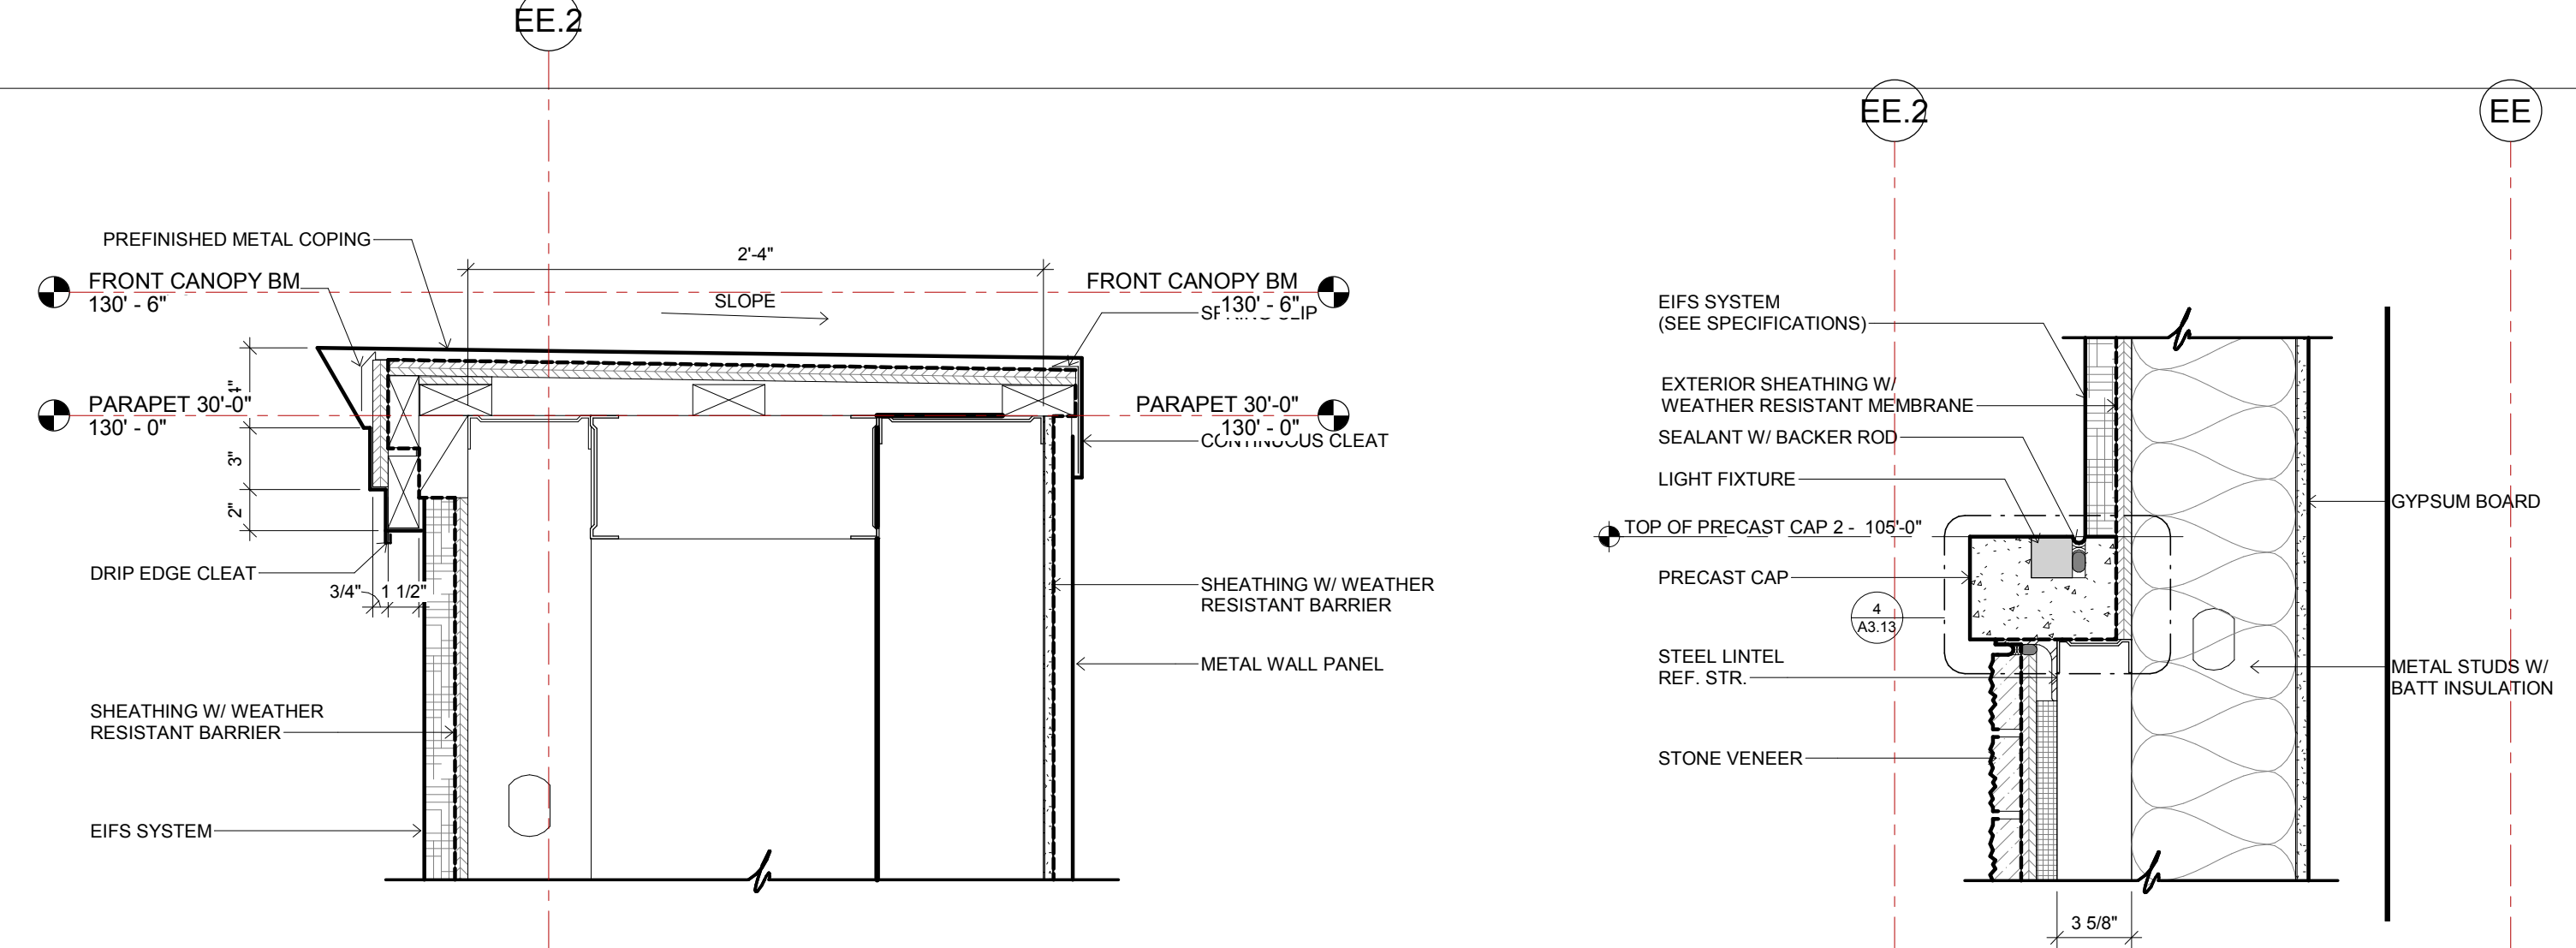 EE.2
PREFINISHED METAL COPING
FRONT CANOPY BM
130' - 6"
2'-4"
SLOPE
FRONT CANOPY BM
130' - 6"
CLIP
4"
PARAPET 30'-0"
130' - 0"
PARAPET 30'-0"
130' - 0"
CONTINUOUS CLEAT
3"
2"
DRIP EDGE CLEAT
3/4"
1 1/2"
SHEATHING W/ WEATHER
RESISTANT BARRIER
METAL WALL PANEL
SHEATHING W/ WEATHER
RESISTANT BARRIER
EIFS SYSTEM
EE.2
EE
EIFS SYSTEM
(SEE SPECIFICATIONS)
EXTERIOR SHEATHING W/
WEATHER RESISTANT MEMBRANE
SEALANT W/ BACKER ROD
LIGHT FIXTURE
TOP OF PRECAST CAP 2 - 105'-0"
PRECAST CAP
4
A3.13
STEEL LINTEL
REF. STR.
STONE VENEER
GYPSUM BOARD
METAL STUDS W/
BATT INSULATION
3 5/8"